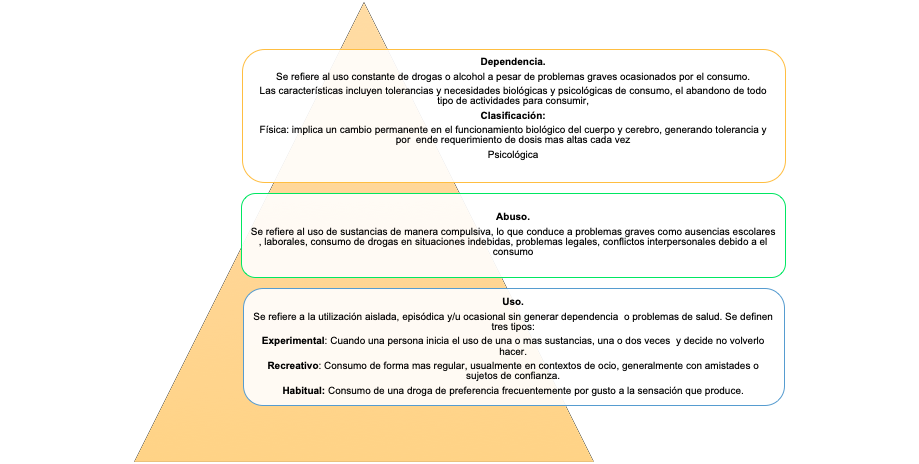 Dependencia.
Se refiere al uso constante de drogas o alcohol a pesar de problemas graves ocasionados por el consumo.
Las características incluyen tolerancias y necesidades biológicas y psicológicas de consumo, el abandono de todo
tipo de actividades para consumir,
Clasificación:
Física: implica un cambio permanente en el funcionamiento biológico del cuerpo y cerebro, generando tolerancia y
por ende requerimiento de dosis mas altas cada vez
Psicológica
Abuso.
Se refiere al uso de sustancias de manera compulsiva, lo que conduce a problemas graves como ausencias escolares
, laborales, consumo de drogas en situaciones indebidas, problemas legales, conflictos interpersonales debido a el
consumo
Uso.
Se refiere a la utilización aislada, episódica y/u ocasional sin generar dependencia o problemas de salud. Se definen
tres tipos:
Experimental: Cuando una persona inicia el uso de una o mas sustancias, una o dos veces y decide no volverlo
hacer.
Recreativo: Consumo de forma mas regular, usualmente en contextos de ocio, generalmente con amistades o
sujetos de confianza.
Habitual: Consumo de una droga de preferencia frecuentemente por gusto a la sensación que produce.